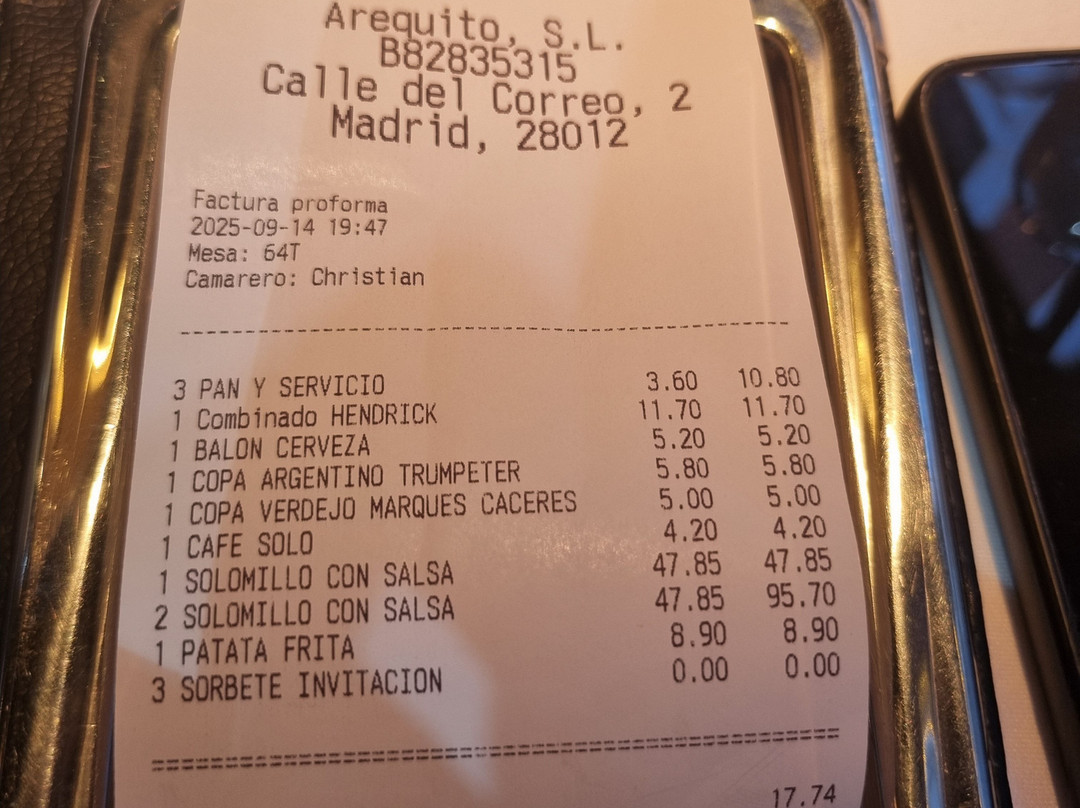 Arequito, S.L.
B82835315
Calle del Correo, 2
Madrid, 28012
Factura proforma
2025-09-14 19:47
Mesa: 64T
Camarero: Christian
3 PAN Y SERVICIO 3.60 10.80
1 Combinado HENDRICK 11.70 11.70
1 BALON CERVEZA 5.20 5.20
1 COPA ARGENTINO TRUMPETER 5.80 5.80
1 COPA VERDEJO MARQUES CACERES 5.00 5.00
1 CAFE SOLO 4.20 4.20
1 SOLOMILLO CON SALSA 47.85 47.85
2 SOLOMILLO CON SALSA 47.85 95.70
1 PATATA FRITA 8.90 8.90
3 SORBETE INVITACION 0.00 0.00
17.74